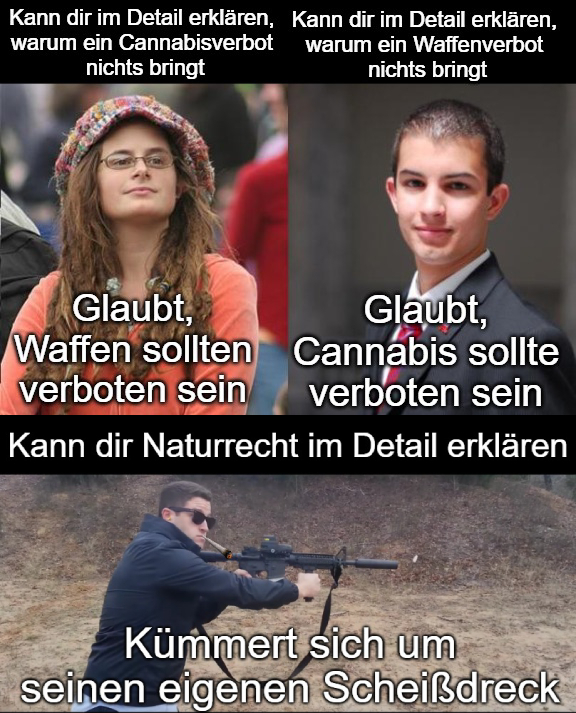 Kann dir im Detail erklären,
warum ein Cannabisverbot
nichts bringt
Kann dir im Detail erklären,
warum ein Waffenverbot
nichts bringt
Glaubt,
Waffen sollten
verboten sein
Glaubt,
Cannabis sollte
verboten sein
Kann dir Naturrecht im Detail erklären
Kümmert sich um
seinen eigenen Scheißdreck